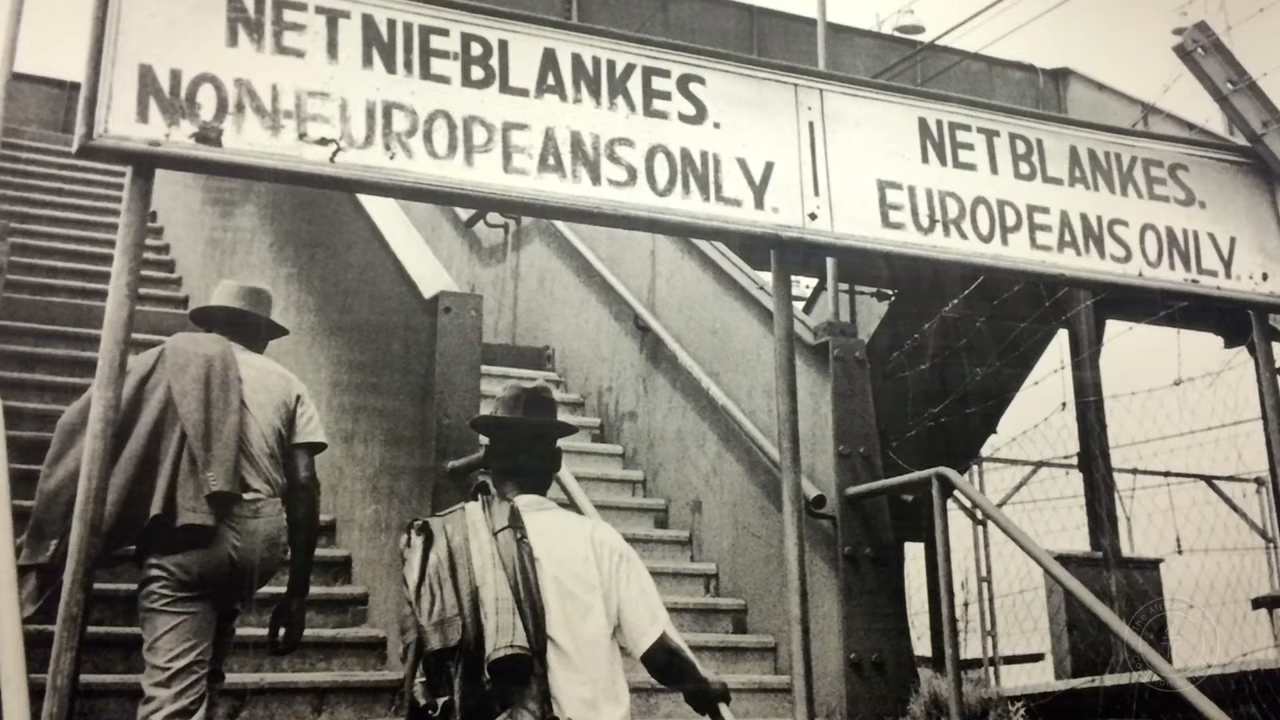 NET NIE-BLANKES.
NON-EUROPEANS ONLY.
NET BLANKES.
EUROPEANS ONLY.